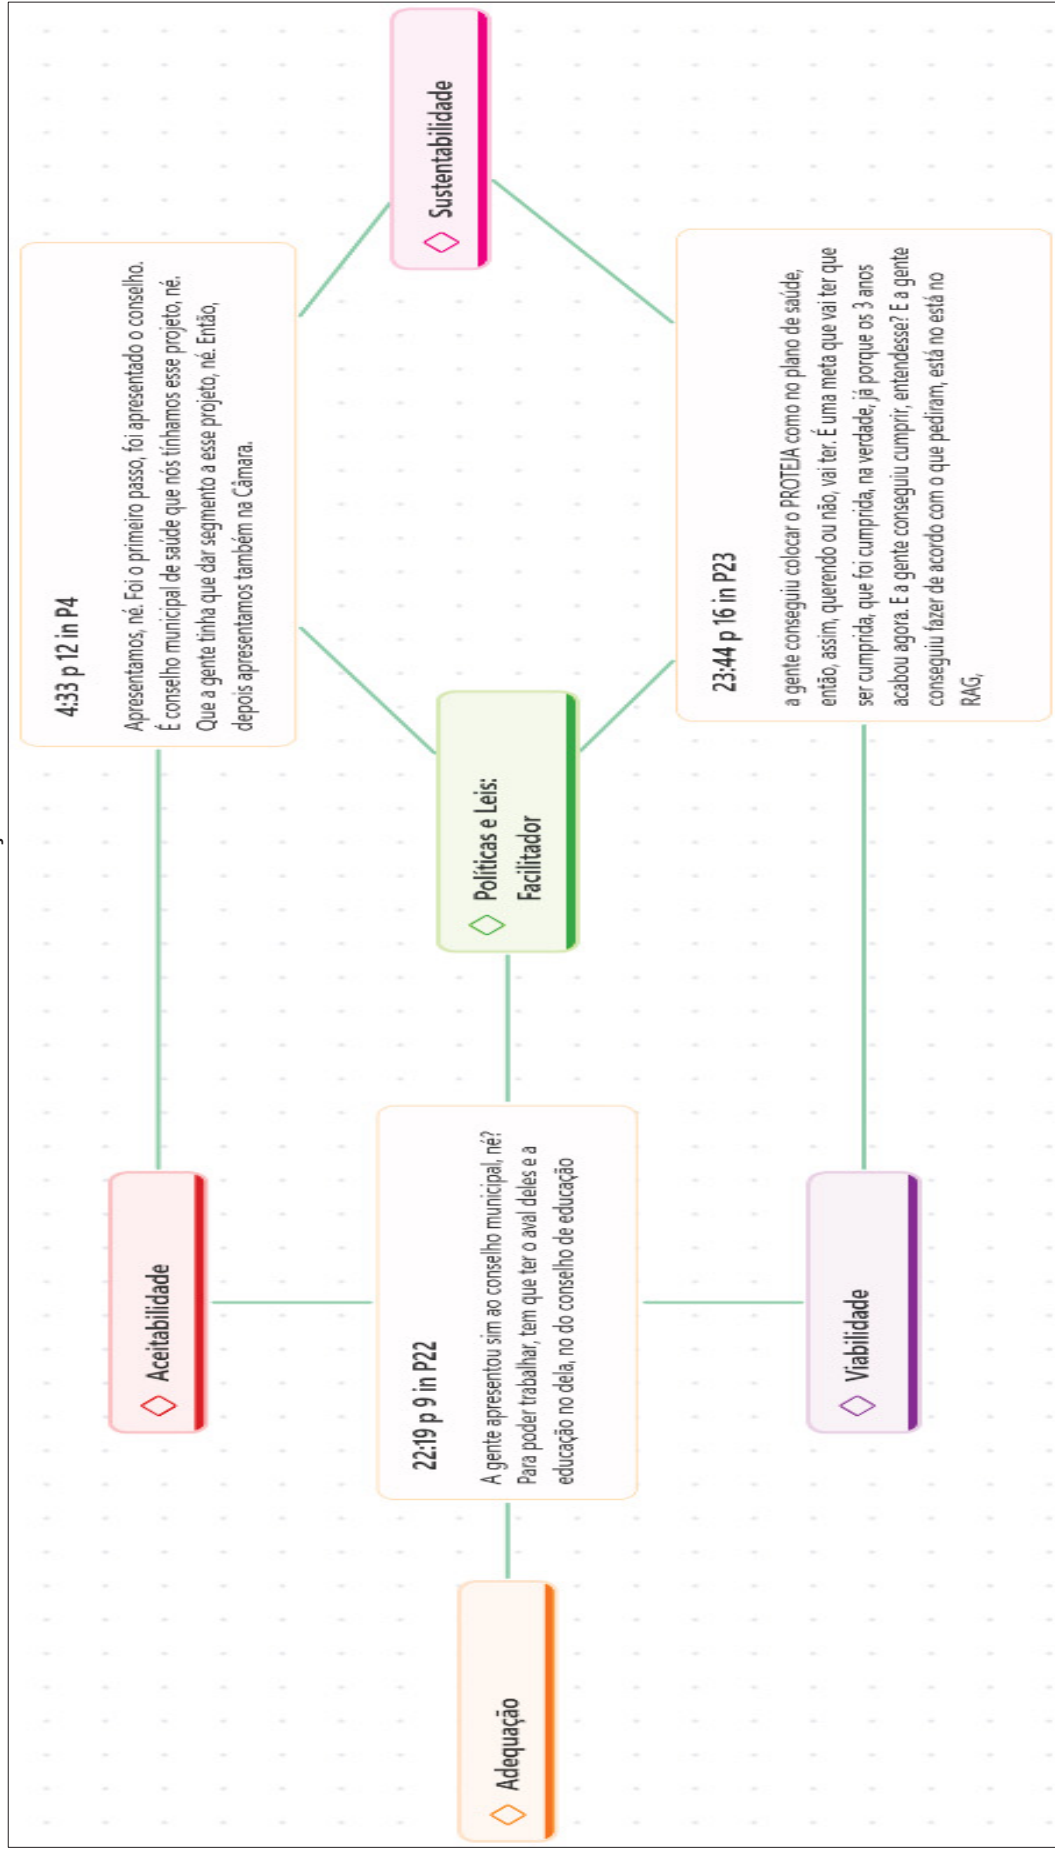 4:33 p 12 in P4
Apresentamos, né. Foi o primeiro passo, foi apresentado o conselho.
É conselho municipal de saúde que nós tínhamos esse projeto, né.
Que a gente tinha que dar segmento a esse projeto, né. Então,
depois apresentamos também na Câmara.
Aceitabilidade
Sustentabilidade
22:19 p 9 in P22
A gente apresentou sim ao conselho municipal, né?
Para poder trabalhar, tem que ter o aval deles e a
educação no dela, no do conselho de educação
Políticas e Leis:
Facilitador
Adequação
23:44 p 16 in P23
a gente conseguiu colocar o PROTEJA como no plano de saúde,
então, assim, querendo ou não, vai ter. É uma meta que vai ter que
ser cumprida, que foi cumprida, na verdade, já porque os 3 anos
acabou agora. E a gente conseguiu cumprir, entendesse? E a gente
conseguiu fazer de acordo com o que pediram, está no está no
RAG,
Viabilidade